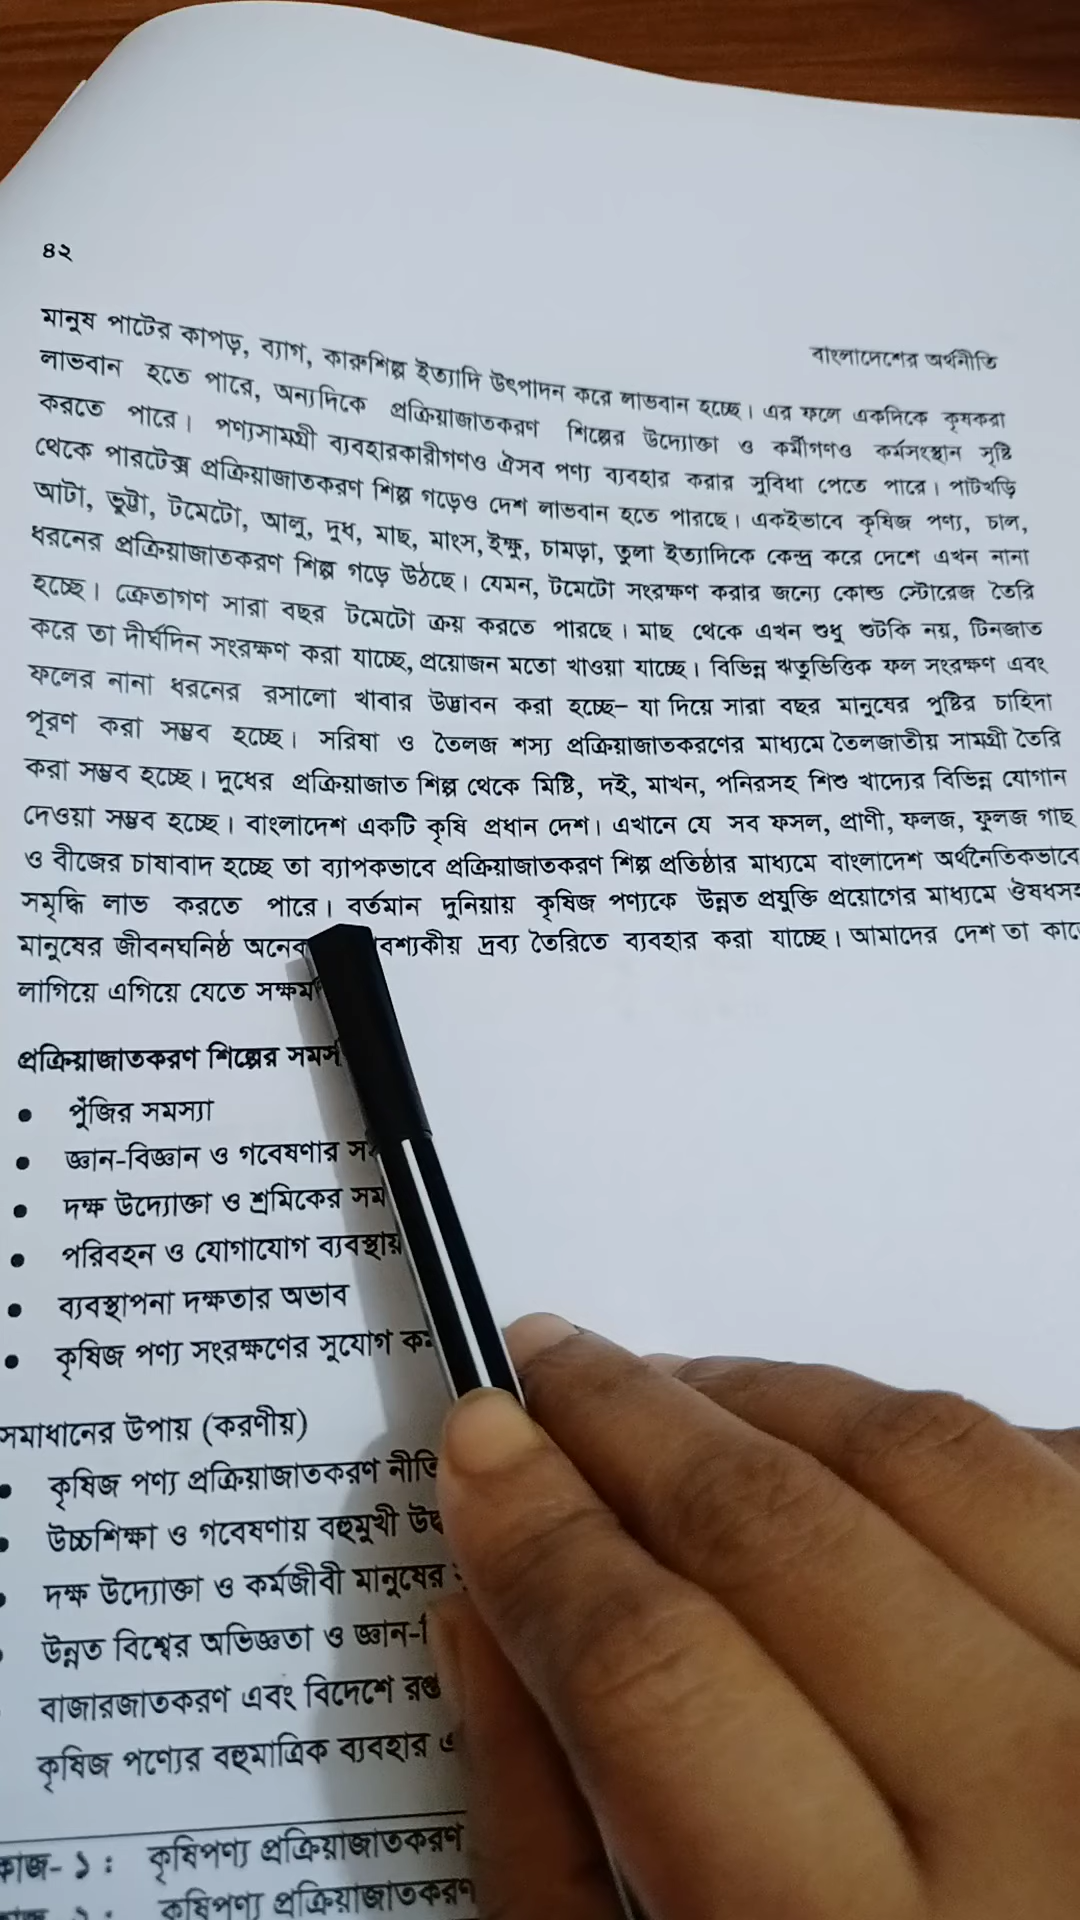 ৪২
বাংলাদেশের অর্থনীতি
মানুষ পাটের কাপড়, ব্যাগ, কারুশিল্প ইত্যাদি উৎপাদন করে লাভবান হচ্ছে। এর ফলে একদিকে কৃষকরা
লাভবান হতে পারে, অন্যদিকে প্রক্রিয়াজাতকরণ শিল্পের উদ্যোক্তা ও কর্মীগণও কর্মসংস্থান সৃষ্টি
করতে পারে। পণ্যসামগ্রী ব্যবহারকারীগণও ঐসব পণ্য ব্যবহার করার সুবিধা পেতে পারে। পাটখড়ি
থেকে পারটেক্স প্রক্রিয়াজাতকরণ শিল্প গড়েও দেশ লাভবান হতে পারছে। একইভাবে কৃষিজ পণ্য, চাল,
আটা, ভুট্টা, টমেটো, আলু, দুধ, মাছ, মাংস, ইক্ষু, চামড়া, তুলা ইত্যাদিকে কেন্দ্র করে দেশে এখন নানা
ধরনের প্রক্রিয়াজাতকরণ শিল্প গড়ে উঠছে। যেমন, টমেটো সংরক্ষণ করার জন্যে কোল্ড স্টোরেজ তৈরি
হচ্ছে। ক্রেতাগণ সারা বছর টমেটো ক্রয় করতে পারছে। মাছ থেকে এখন শুধু শুটকি নয়, টিনজাত
করে তা দীর্ঘদিন সংরক্ষণ করা যাচ্ছে, প্রয়োজন মতো খাওয়া যাচ্ছে। বিভিন্ন ঋতুভিত্তিক ফল সংরক্ষণ এবং
ফলের নানা ধরনের রসালো খাবার উদ্ভাবন করা হচ্ছে– যা দিয়ে সারা বছর মানুষের পুষ্টির চাহিদা
পূরণ করা সম্ভব হচ্ছে। সরিষা ও তৈলজ শস্য প্রক্রিয়াজাতকরণের মাধ্যমে তৈলজাতীয় সামগ্রী তৈরি
করা সম্ভব হচ্ছে। দুধের প্রক্রিয়াজাত শিল্প থেকে মিষ্টি, দই, মাখন, পনিরসহ শিশু খাদ্যের বিভিন্ন যোগান
দেওয়া সম্ভব হচ্ছে। বাংলাদেশ একটি কৃষি প্রধান দেশ। এখানে যে সব ফসল, প্রাণী, ফলজ, ফুলজ গাছ
ও বীজের চাষাবাদ হচ্ছে তা ব্যাপকভাবে প্রক্রিয়াজাতকরণ শিল্প প্রতিষ্ঠার মাধ্যমে বাংলাদেশ অর্থনৈতিকভাবে
সমৃদ্ধি লাভ করতে পারে। বর্তমান দুনিয়ায় কৃষিজ পণ্যকে উন্নত প্রযুক্তি প্রয়োগের মাধ্যমে
মানুষের জীবনঘনিষ্ঠ অনেক দ্রব্য তৈরিতে ব্যবহার করা যাচ্ছে। আমাদের দেশ তা
লাগিয়ে এগিয়ে যেতে
প্রক্রিয়াজাতকরণ শিল্পের
• পুঁজির সমস্যা
• জ্ঞান-বিজ্ঞান ও গবেষণার
• দক্ষ উদ্যোক্তা ও শ্রমিকের
• পরিবহন ও যোগাযোগ ব্যবস্থায়
• ব্যবস্থাপনা দক্ষতার অভাব
• কৃষিজ পণ্য সংরক্ষণের সুযোগ
সমাধানের উপায় (করণীয়)
• কৃষিজ পণ্য প্রক্রিয়াজাতকরণ নীতি
• উচ্চশিক্ষা ও গবেষণায় বহুমুখী
• দক্ষ উদ্যোক্তা ও কর্মজীবী মানুষের
উন্নত বিশ্বের অভিজ্ঞতা ও জ্ঞান-
বাজারজাতকরণ এবং বিদেশে
কৃষিজ পণ্যের বহুমাত্রিক ব্যবহার
কাজ- ১ : কৃষিপণ্য প্রক্রিয়াজাতকরণ
কৃষিপণ্য প্রক্রিয়াজাতকরণ